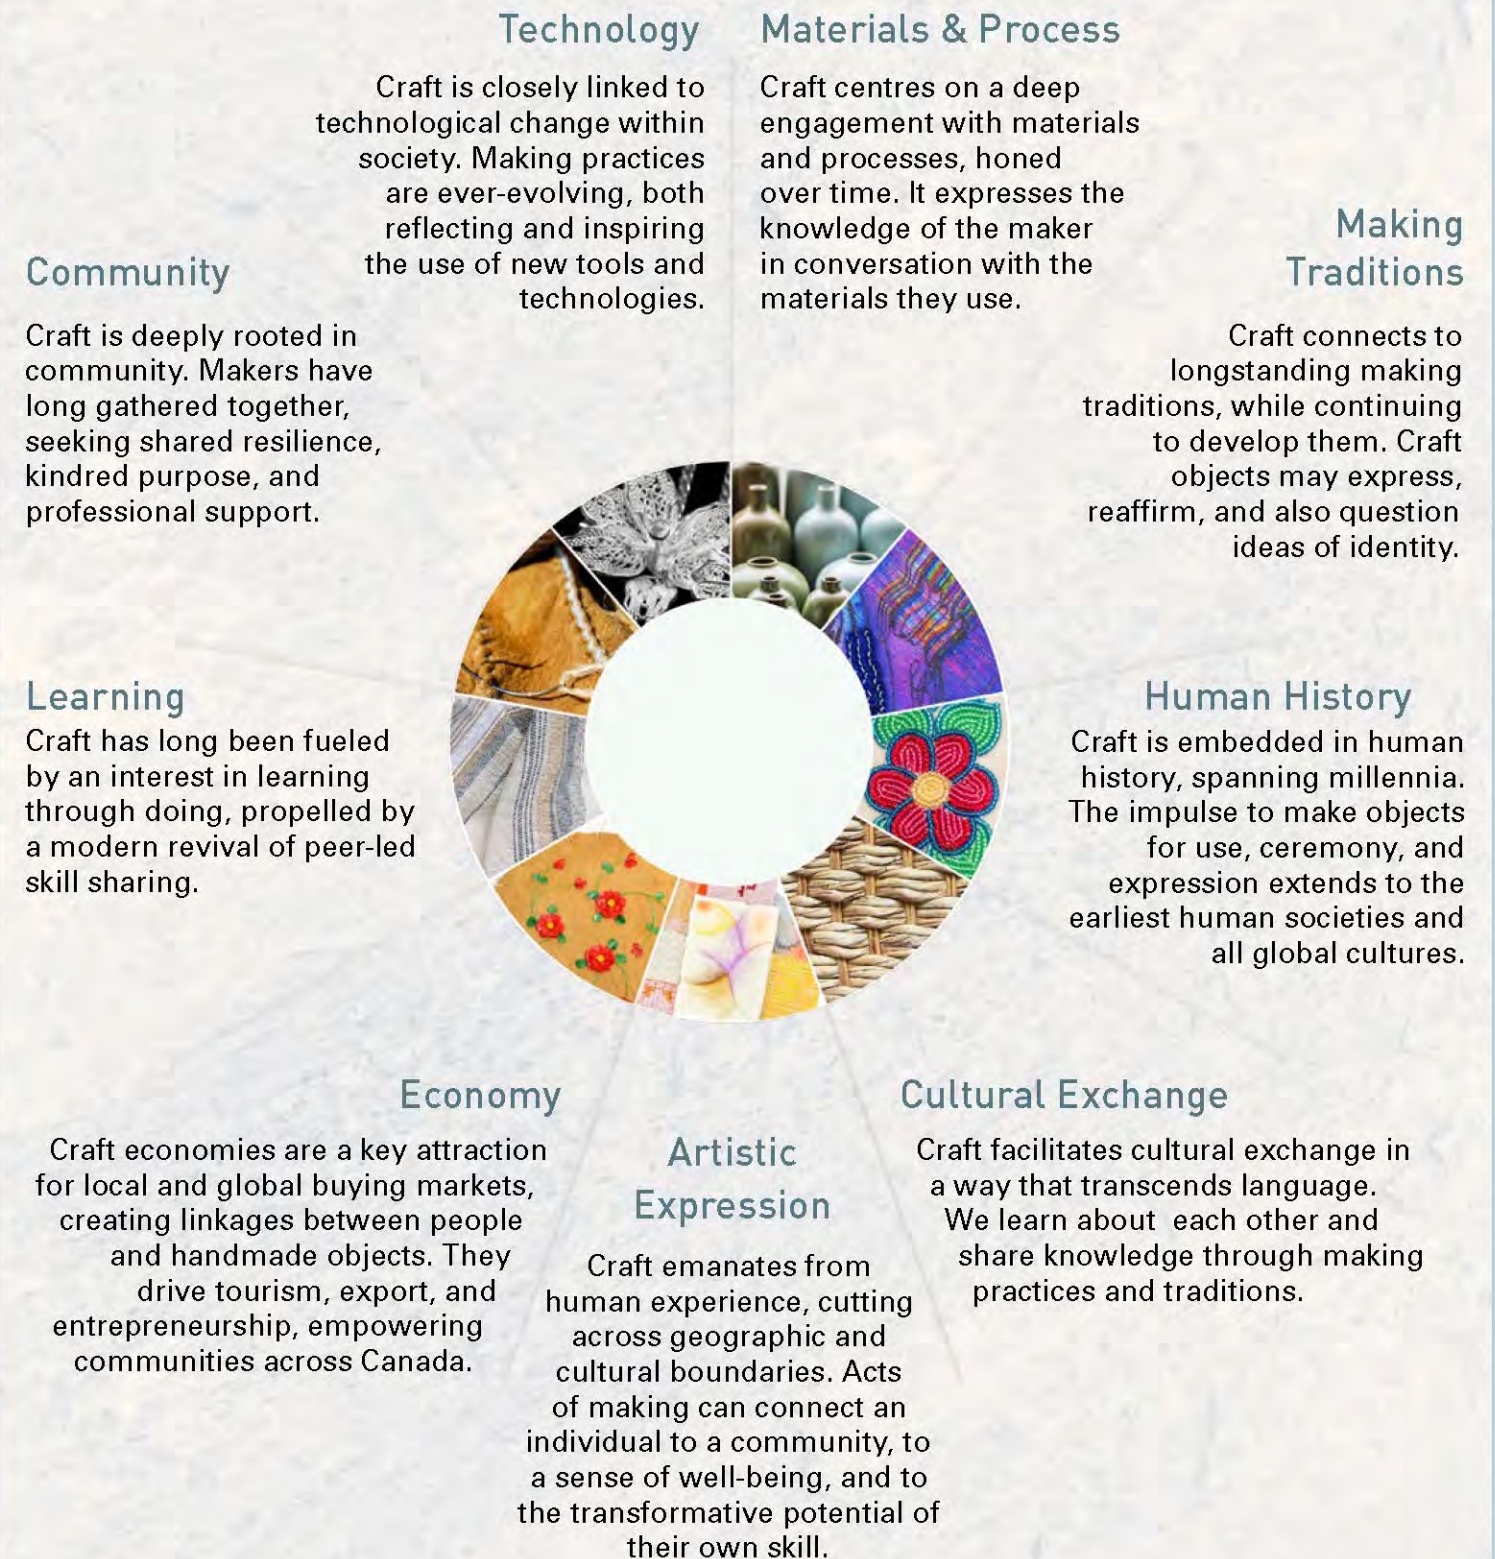 Technology
Craft is closely linked to
technological change within
society. Making practices
are ever-evolving, both
reflecting and inspiring
the use of new tools and
technologies.
Materials & Process
Craft centres on a deep
engagement with materials
and processes, honed
over time. It expresses the
knowledge of the maker
in conversation with the
materials they use.
Making
Traditions
Craft connects to
longstanding making
traditions, while continuing
to develop them. Craft
objects may express,
reaffirm, and also question
ideas of identity.
Human History
Craft is embedded in human
history, spanning millennia.
The impulse to make objects
for use, ceremony, and
expression extends to the
earliest human societies and
all global cultures.
Cultural Exchange
Craft facilitates cultural exchange in
a way that transcends language.
We learn about each other and
share knowledge through making
practices and traditions.
Artistic
Expression
Craft emanates from
human experience, cutting
across geographic and
cultural boundaries. Acts
of making can connect an
individual to a community, to
a sense of well-being, and to
the transformative potential of
their own skill.
Economy
Craft economies are a key attraction
for local and global buying markets,
creating linkages between people
and handmade objects. They
drive tourism, export, and
entrepreneurship, empowering
communities across Canada.
Learning
Craft has long been fueled
by an interest in learning
through doing, propelled by
a modern revival of peer-led
skill sharing.
Community
Craft is deeply rooted in
community. Makers have
long gathered together,
seeking shared resilience,
kindred purpose, and
professional support.